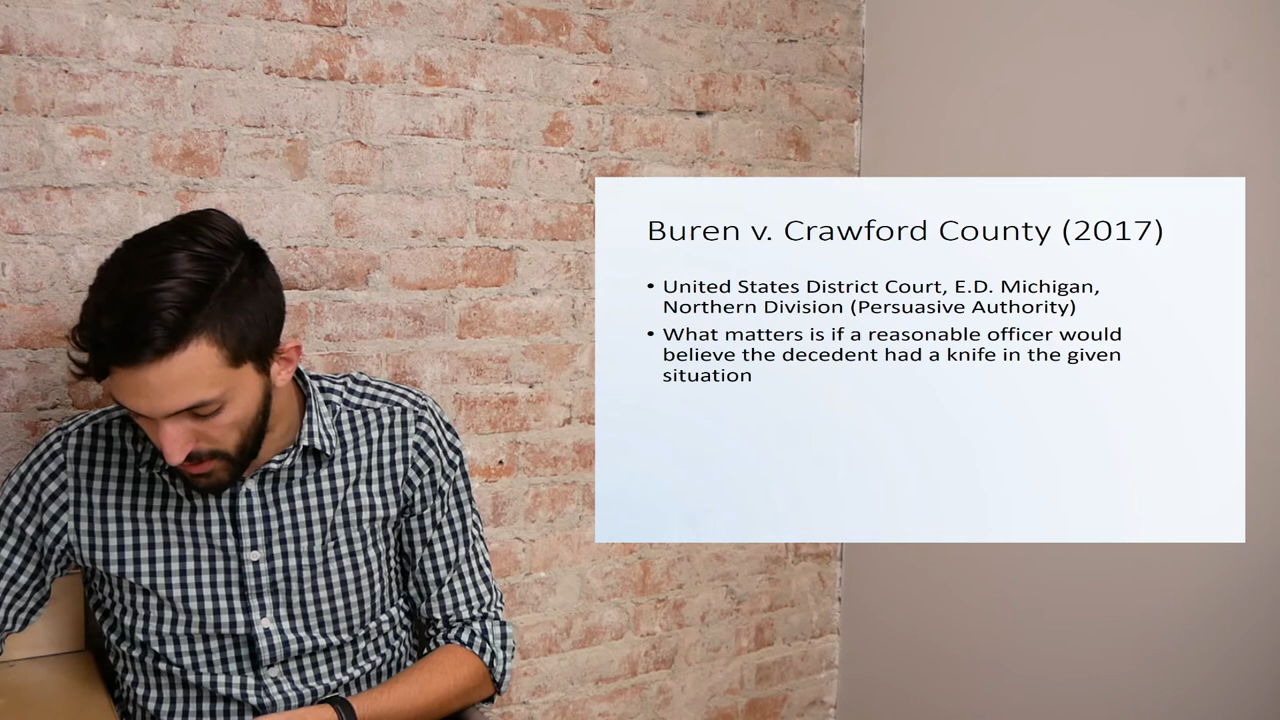 Buren v. Crawford County (2017)
• United States District Court, E.D. Michigan,
Northern Division (Persuasive Authority)
• What matters is if a reasonable officer would
believe the decedent had a knife in the given
situation